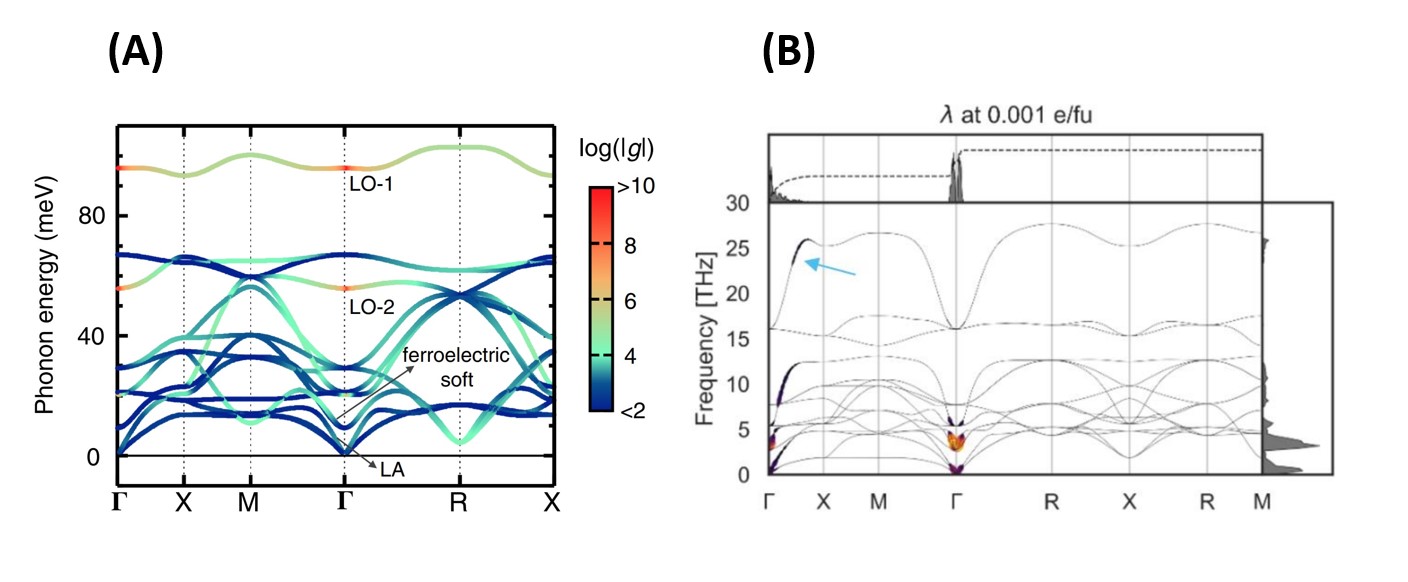 (A)
(B)
log(|g|)
>10
8
6
4
<2
Phonon energy (meV)
80
40
0
LO-1
LO-2
ferroelectric
soft
LA
Γ X M Γ R X
λ at 0.001 e/fu
Frequency [THz]
30
25
20
15
10
5
0
Γ X M Γ R X R M